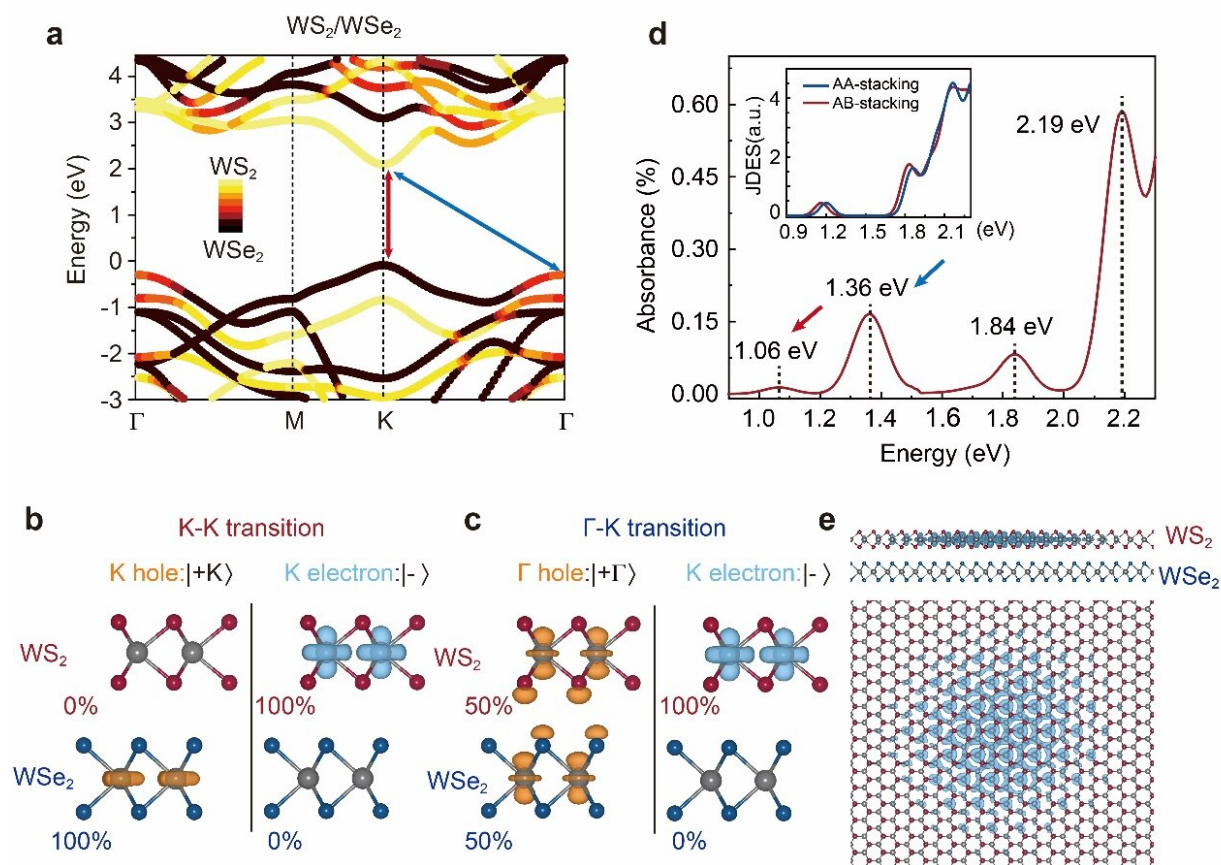 a
WS₂/WSe₂
Energy (eV)
4
3
2
1
0
-1
-2
-3
WS₂
WSe₂
Γ
M
K
Γ
d
Absorbance (%)
0.60
0.45
0.30
0.15
0.00
1.0
1.2
1.4
1.6
1.8
2.0
2.2
Energy (eV)
AA-stacking
AB-stacking
JDES(a.u.)
4
2
0
0.9
1.2
1.5
1.8
2.1
(eV)
2.19 eV
1.36 eV
1.84 eV
1.06 eV
b
K-K transition
K hole:|+K⟩
K electron:|-⟩
WS₂
0%
100%
WSe₂
100%
0%
c
Γ-K transition
Γ hole:|+Γ⟩
K electron:|-⟩
WS₂
50%
100%
WSe₂
50%
0%
e
WS₂
WSe₂